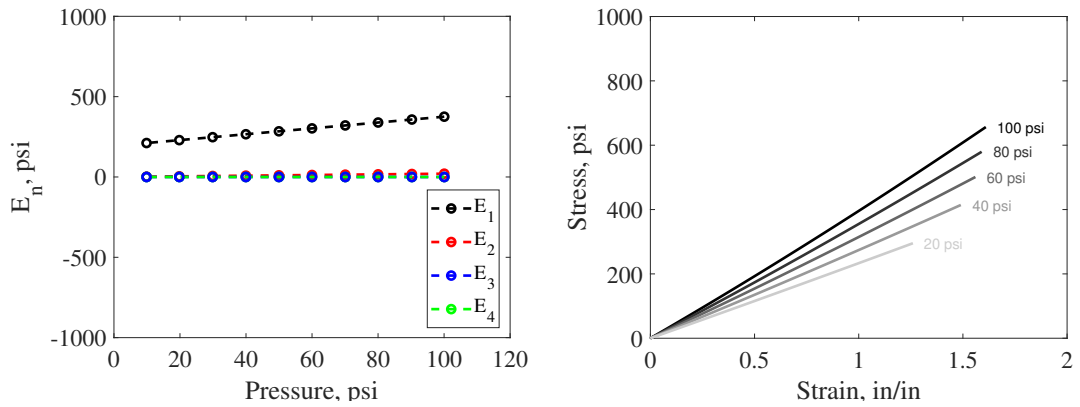 1000
500
0
-500
-1000
E_n, psi
0
20
40
60
80
100
120
Pressure, psi
E_1
E_2
E_3
E_4
1000
800
600
400
200
0
Stress, psi
0
0.5
1
1.5
2
Strain, in/in
100 psi
80 psi
60 psi
40 psi
20 psi